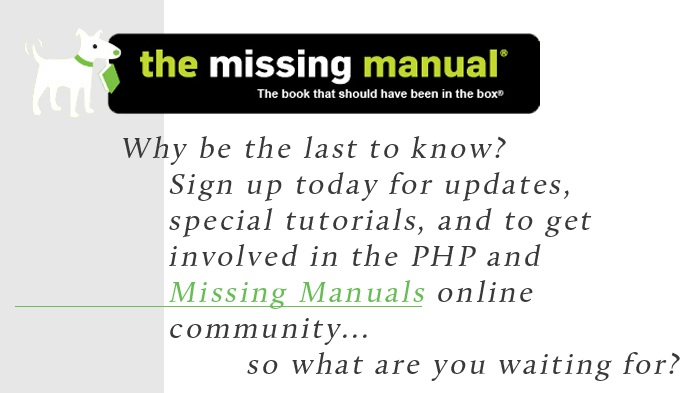 the missing manual®
The book that should have been in the box®
Why be the last to know?
Sign up today for updates,
special tutorials, and to get
involved in the PHP and
Missing Manuals online
community...
so what are you waiting for?